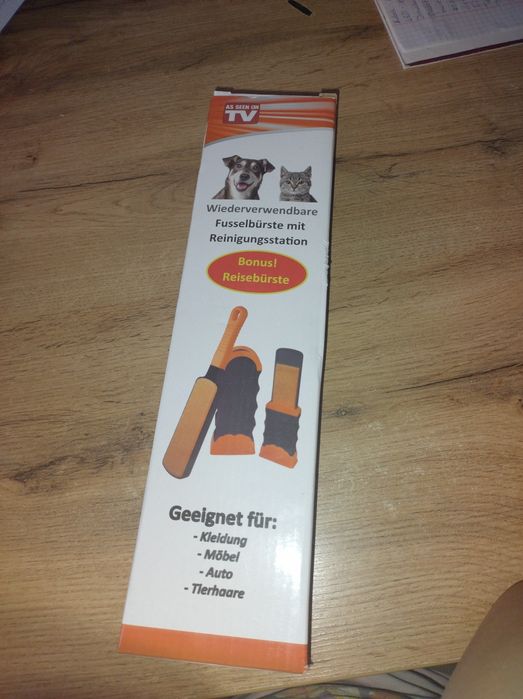 AS SEEN ON
TV
Wiederverwendbare
Fusselbürste mit
Reinigungsstation
Bonus!
Reisebürste
Geeignet für:
- Kleidung
- Möbel
- Auto
- Tierhaare